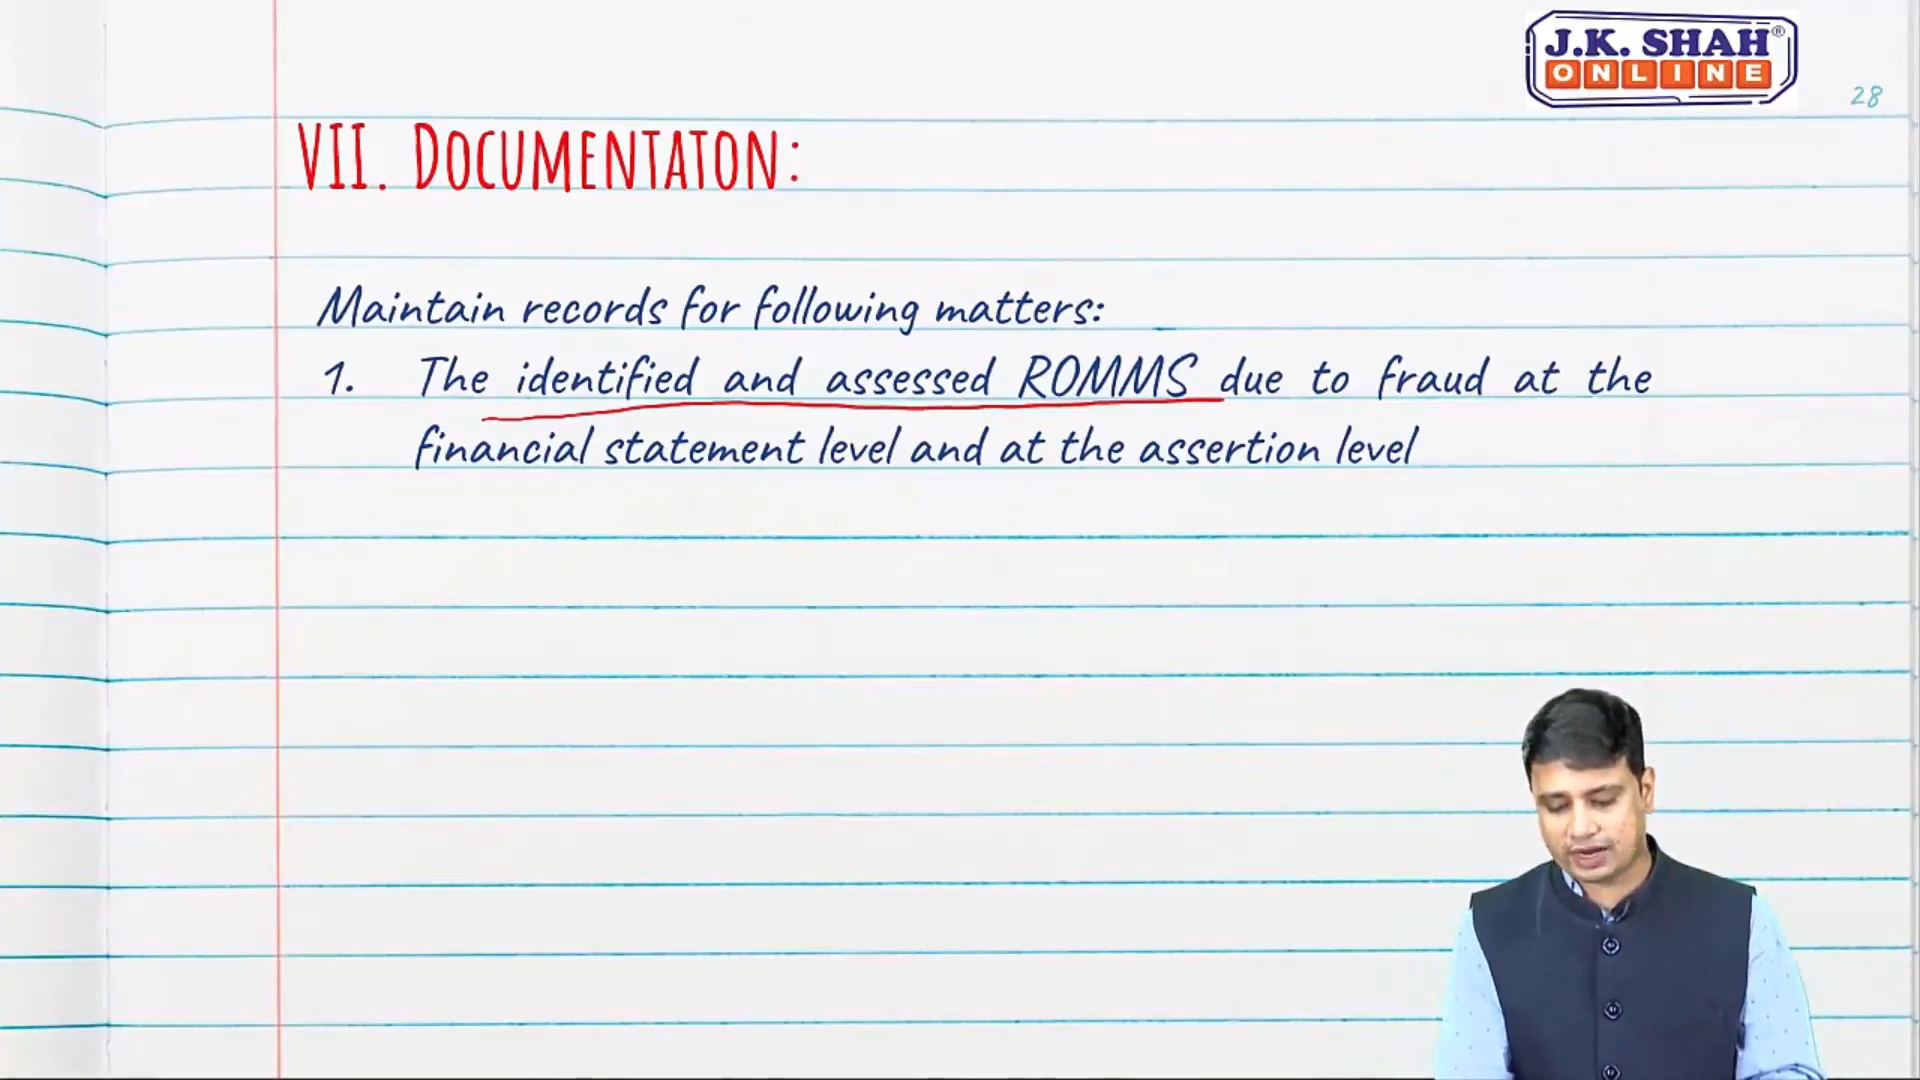 J.K. SHAH®
ONLINE
28
VII. DOCUMENTATON:
Maintain records for following matters:
1. The identified and assessed ROMMS due to fraud at the
financial statement level and at the assertion level